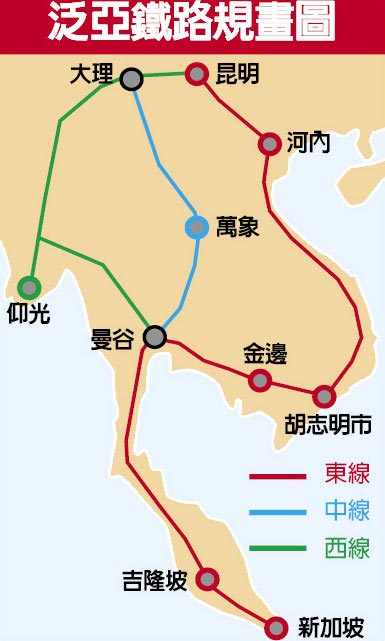 泛亞鐵路規畫圖
大理
昆明
河內
萬象
仰光
曼谷
金邊
胡志明市
東線
中線
西線
吉隆坡
新加坡